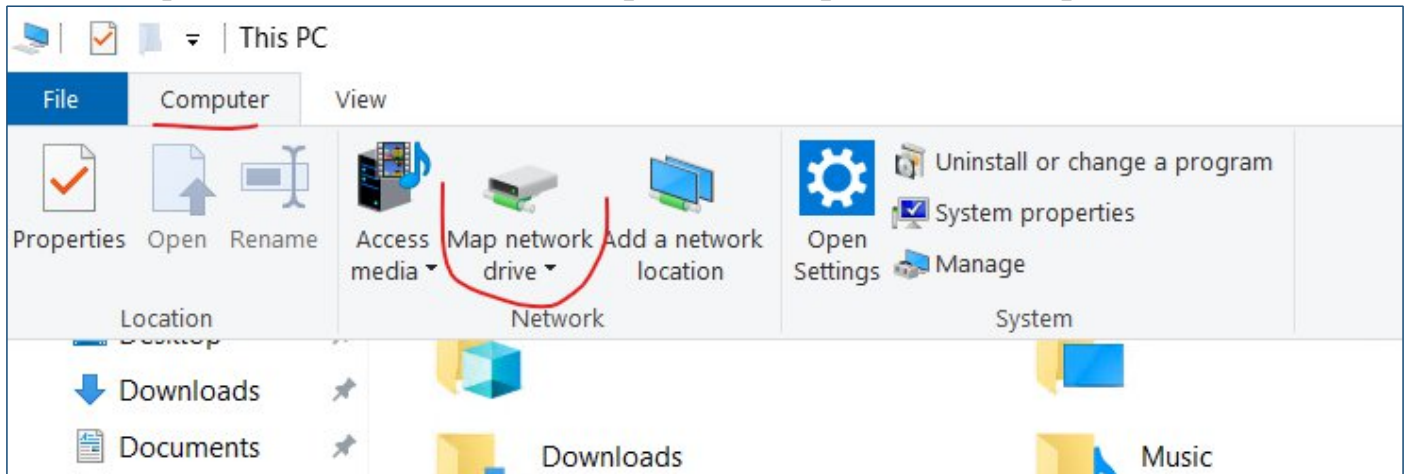 This PC
File Computer View
Properties Open Rename
Access media
Map network drive
Add a network location
Open Settings
Uninstall or change a program
System properties
Manage
Location Network System
Desktop
Downloads
Documents
Downloads
Music